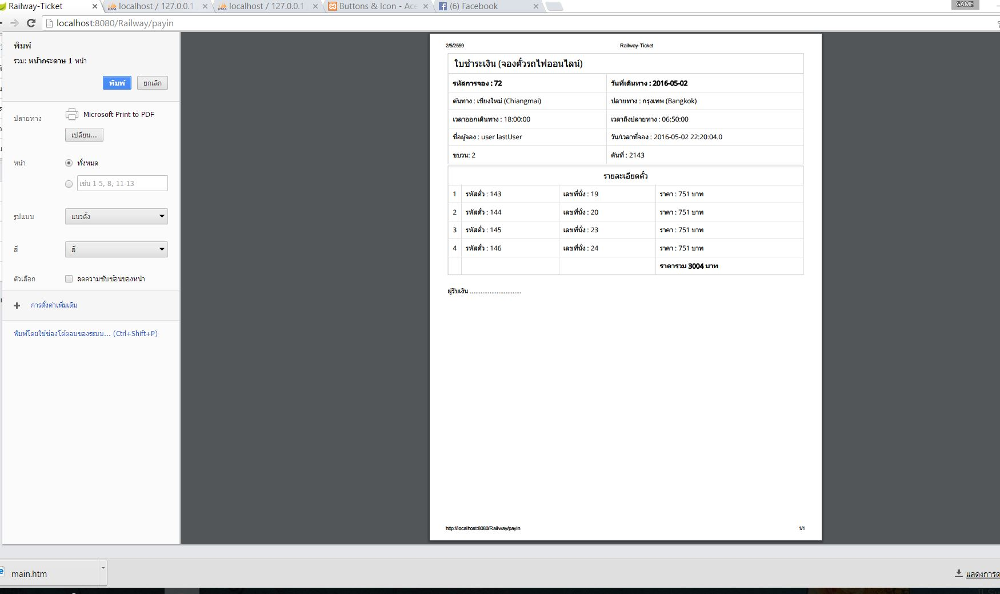 Railway-Ticket
localhost / 127.0.0.1
localhost / 127.0.0.1
Buttons & Icon - Ace
(6) Facebook
GAME
localhost:8080/Railway/payin
พิมพ์
รวม: หน้ากระดาษ 1 หน้า
พิมพ์ ยกเลิก
ปลายทาง Microsoft Print to PDF
เปลี่ยน...
หน้า ทั้งหมด
เช่น 1-5, 8, 11-13
รูปแบบ แนวตั้ง
สี สี
ตัวเลือก ลดความซับซ้อนของหน้า
การตั้งค่าเพิ่มเติม
พิมพ์โดยใช้ช่องโต้ตอบของระบบ... (Ctrl+Shift+P)
2/5/2559 Railway-Ticket
ใบชำระเงิน (จองตั๋วรถไฟออนไลน์)
รหัสการจอง : 72 วันที่เดินทาง : 2016-05-02
ต้นทาง : เชียงใหม่ (Chiangmai) ปลายทาง : กรุงเทพ (Bangkok)
เวลาออกเดินทาง : 18:00:00 เวลาถึงปลายทาง : 06:50:00
ชื่อผู้จอง : user lastUser วัน/เวลาที่จอง : 2016-05-02 22:20:04.0
ขบวน: 2 คันที่ : 2143
รายละเอียดตั๋ว
1 รหัสตั๋ว : 143 เลขที่นั่ง : 19 ราคา : 751 บาท
2 รหัสตั๋ว : 144 เลขที่นั่ง : 20 ราคา : 751 บาท
3 รหัสตั๋ว : 145 เลขที่นั่ง : 23 ราคา : 751 บาท
4 รหัสตั๋ว : 146 เลขที่นั่ง : 24 ราคา : 751 บาท
ราคารวม 3004 บาท
ผู้รับเงิน .............................
http://localhost:8080/Railway/payin 1/1
main.htm
แสดงการด